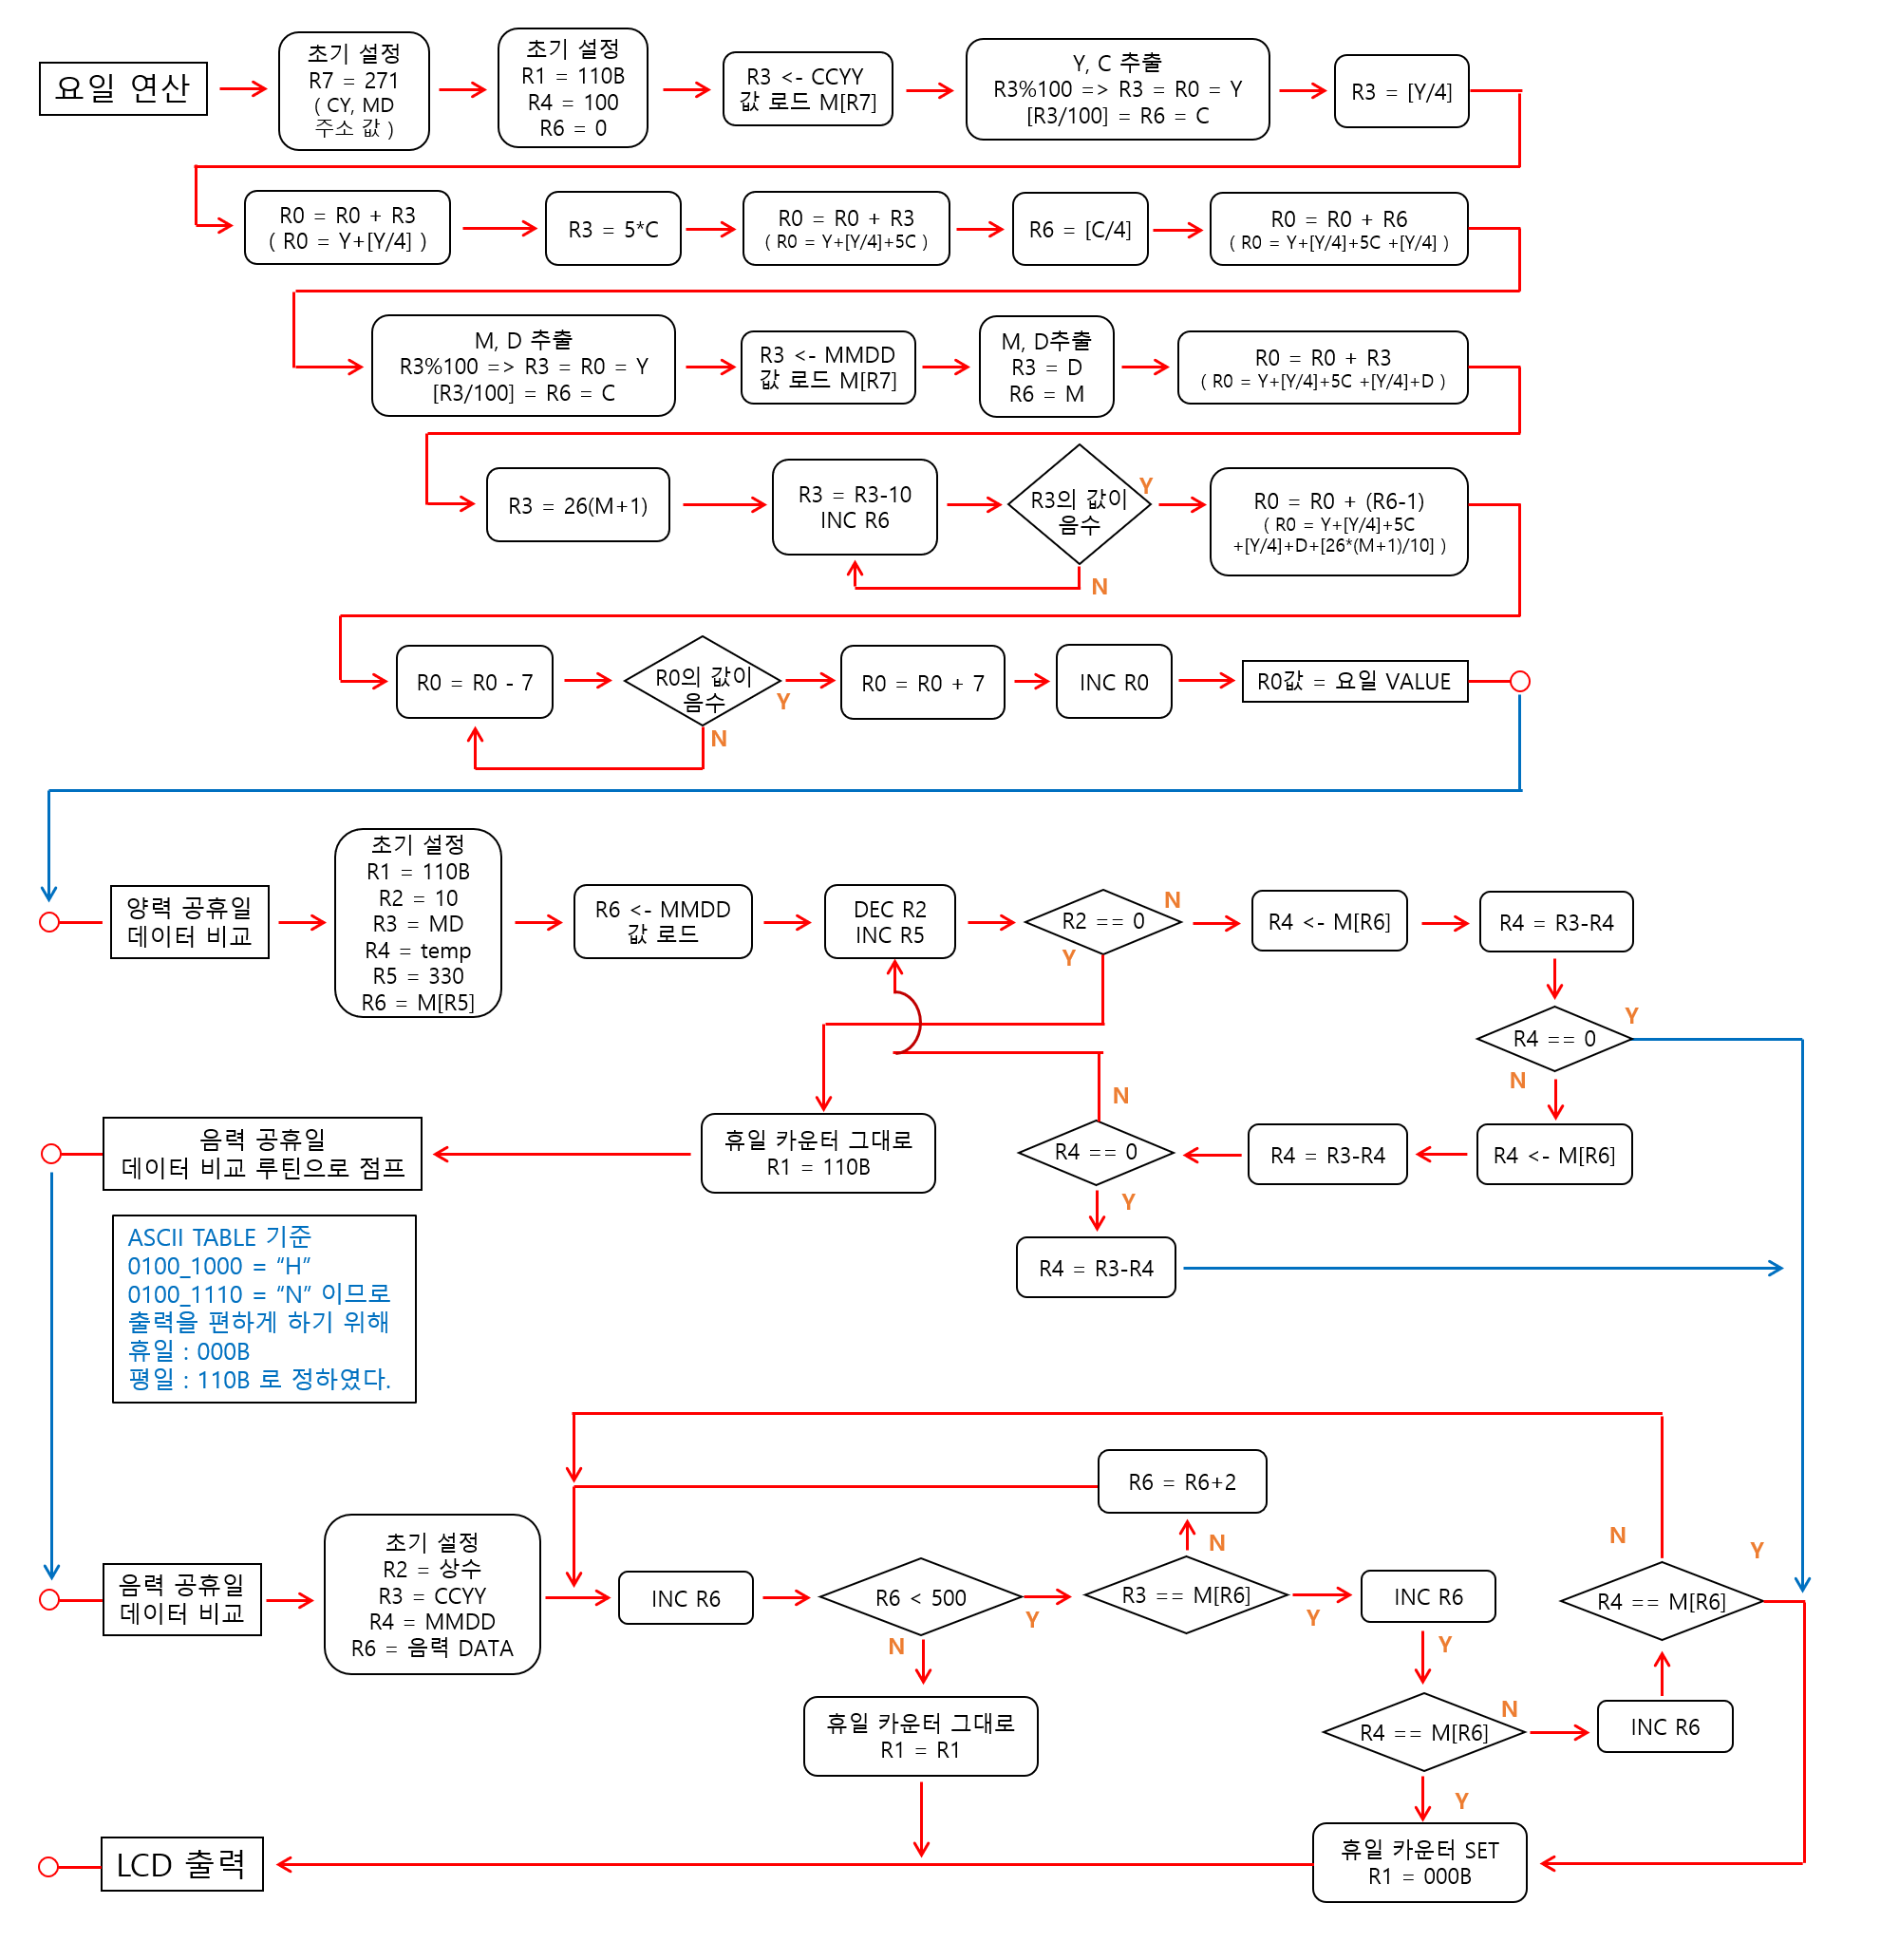 요일 연산
초기 설정
R7 = 271
( CY, MD
주소 값 )
초기 설정
R1 = 110B
R4 = 100
R6 = 0
R3 <- CCYY
값 로드 M[R7]
Y, C 추출
R3%100 => R3 = R0 = Y
[R3/100] = R6 = C
R3 = [Y/4]
R0 = R0 + R3
( R0 = Y+[Y/4] )
R3 = 5*C
R0 = R0 + R3
( R0 = Y+[Y/4]+5C )
R6 = [C/4]
R0 = R0 + R6
( R0 = Y+[Y/4]+5C +[Y/4] )
M, D 추출
R3%100 => R3 = R0 = Y
[R3/100] = R6 = C
R3 <- MMDD
값 로드 M[R7]
M, D추출
R3 = D
R6 = M
R0 = R0 + R3
( R0 = Y+[Y/4]+5C +[Y/4]+D )
R3 = 26(M+1)
R3 = R3-10
INC R6
R3의 값이
음수
Y
N
R0 = R0 + (R6-1)
( R0 = Y+[Y/4]+5C
+[Y/4]+D+[26*(M+1)/10] )
R0 = R0 - 7
R0의 값이
음수
Y
N
R0 = R0 + 7
INC R0
R0값 = 요일 VALUE
양력 공휴일
데이터 비교
초기 설정
R1 = 110B
R2 = 10
R3 = MD
R4 = temp
R5 = 330
R6 = M[R5]
R6 <- MMDD
값 로드
DEC R2
INC R5
R2 == 0
N
Y
R4 <- M[R6]
R4 = R3-R4
R4 == 0
Y
N
R4 <- M[R6]
R4 = R3-R4
R4 == 0
N
Y
R4 = R3-R4
휴일 카운터 그대로
R1 = 110B
음력 공휴일
데이터 비교 루틴으로 점프
ASCII TABLE 기준
0100_1000 = “H”
0100_1110 = “N” 이므로
출력을 편하게 하기 위해
휴일 : 000B
평일 : 110B 로 정하였다.
음력 공휴일
데이터 비교
초기 설정
R2 = 상수
R3 = CCYY
R4 = MMDD
R6 = 음력 DATA
INC R6
R6 < 500
Y
N
R3 == M[R6]
N
Y
R6 = R6+2
INC R6
Y
R4 == M[R6]
N
Y
INC R6
R4 == M[R6]
N
Y
휴일 카운터 그대로
R1 = R1
휴일 카운터 SET
R1 = 000B
LCD 출력